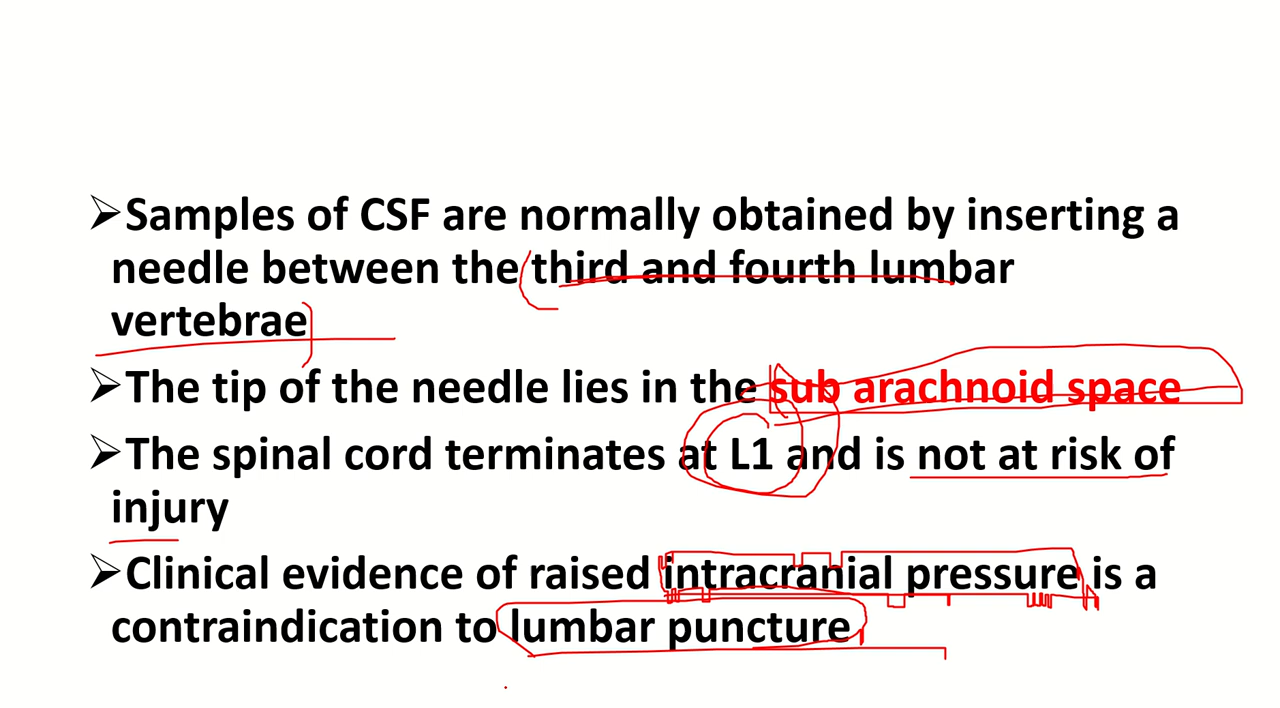 ➢Samples of CSF are normally obtained by inserting a
needle between the third and fourth lumbar
vertebrae
➢The tip of the needle lies in the sub arachnoid space
➢The spinal cord terminates at L1 and is not at risk of
injury
➢Clinical evidence of raised intracranial pressure is a
contraindication to lumbar puncture